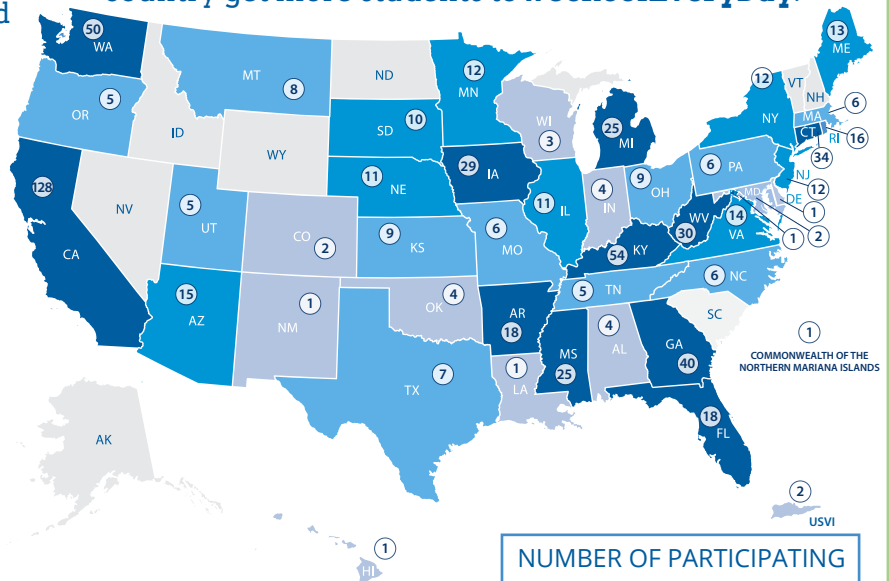 d
country get more students to #SchoolEveryDay.
50
WA
5
OR
ID
8
MT
ND
WY
10
SD
12
MN
3
WI
25
MI
13
ME
VT
NH
12
NY
6
MA
CT
RI
16
34
128
CA
NV
5
UT
CO
2
11
NE
29
IA
11
IL
4
IN
9
OH
6
PA
NJ
12
DE
1
MD
2
1
15
AZ
1
NM
9
KS
6
MO
54
KY
WV
30
14
VA
4
OK
AR
18
5
TN
6
NC
SC
7
TX
1
LA
MS
25
4
AL
GA
40
18
FL
1
COMMONWEALTH OF THE
NORTHERN MARIANA ISLANDS
AK
1
HI
2
USVI
NUMBER OF PARTICIPATING